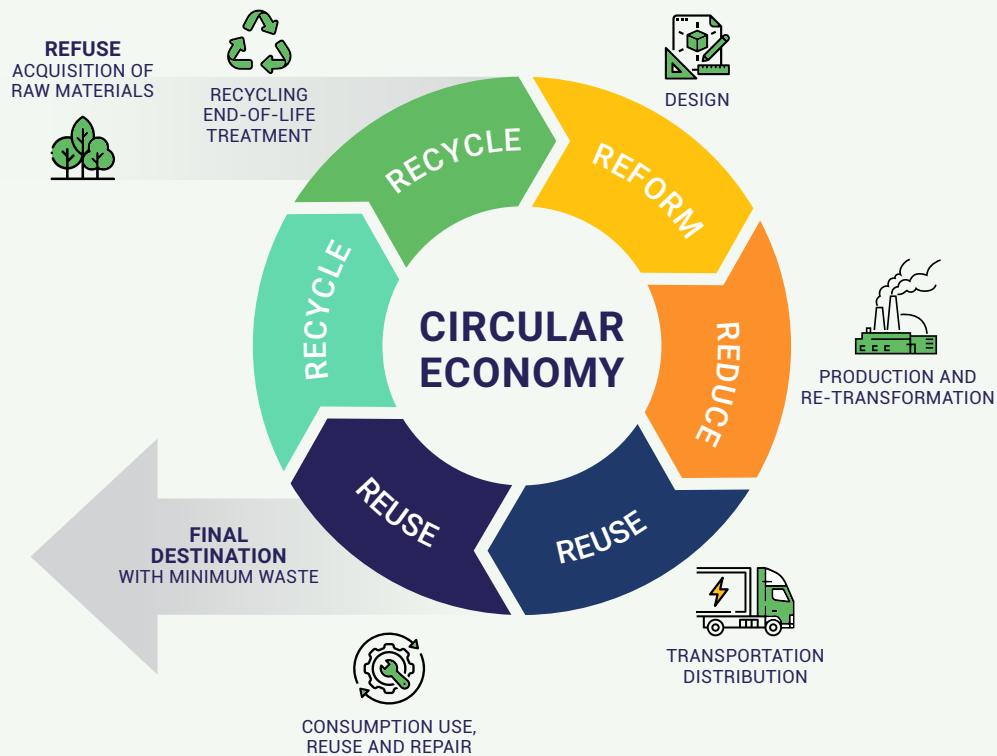 REFUSE
ACQUISITION OF
RAW MATERIALS
RECYCLING
END-OF-LIFE
TREATMENT
DESIGN
RECYCLE
REFORM
REDUCE
REUSE
REUSE
RECYCLE
CIRCULAR
ECONOMY
PRODUCTION AND
RE-TRANSFORMATION
TRANSPORTATION
DISTRIBUTION
CONSUMPTION USE,
REUSE AND REPAIR
FINAL
DESTINATION
WITH MINIMUM WASTE